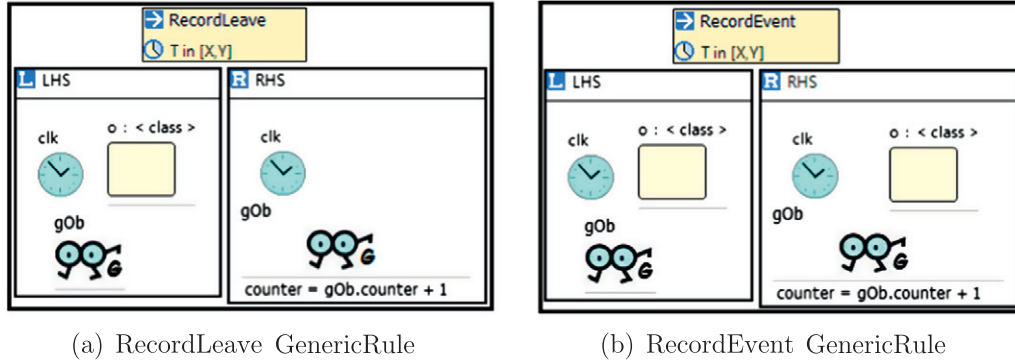 RecordLeave
T in [X,Y]
L LHS
R RHS
clk
o : < class >
clk
gOb
gOb
G
G
counter = gOb.counter + 1
RecordEvent
T in [X,Y]
L LHS
R RHS
clk
o : < class >
clk
o : < class >
gOb
gOb
G
G
counter = gOb.counter + 1
(a) RecordLeave GenericRule
(b) RecordEvent GenericRule